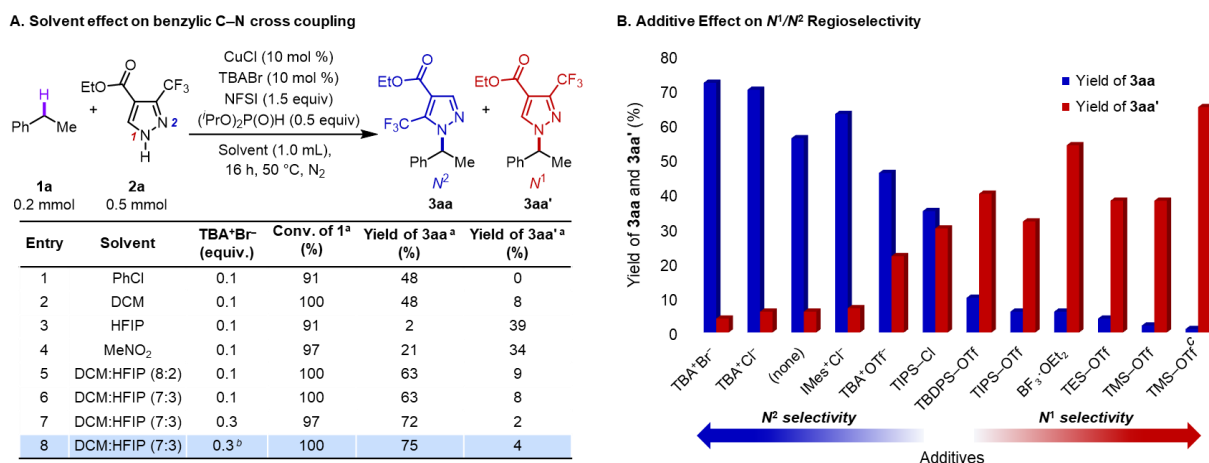 A. Solvent effect on benzylic C–N cross coupling
H
Ph
Me
1a
0.2 mmol
+
O
EtO
CF₃
N 2
1 N
H
2a
0.5 mmol
CuCl (10 mol %)
TBABr (10 mol %)
NFSI (1.5 equiv)
(ⁱPrO)₂P(O)H (0.5 equiv)
Solvent (1.0 mL),
16 h, 50 °C, N₂
O
EtO
F₃C
N
N
Ph
Me
N²
3aa
+
O
EtO
CF₃
N
N
Ph
Me
N¹
3aa'
Entry Solvent TBA⁺Br⁻ (equiv.) Conv. of 1ᵃ (%) Yield of 3aa ᵃ (%) Yield of 3aa' ᵃ (%)
1 PhCl 0.1 91 48 0
2 DCM 0.1 100 48 8
3 HFIP 0.1 91 2 39
4 MeNO₂ 0.1 97 21 34
5 DCM:HFIP (8:2) 0.1 100 63 9
6 DCM:HFIP (7:3) 0.1 100 63 8
7 DCM:HFIP (7:3) 0.3 97 72 2
8 DCM:HFIP (7:3) 0.3 ᵇ 100 75 4
B. Additive Effect on N¹/N² Regioselectivity
Yield of 3aa and 3aa' (%)
80
70
60
50
40
30
20
10
0
Yield of 3aa
Yield of 3aa'
TBA⁺Br⁻
TBA⁺Cl⁻
(none)
IMes⁺Cl⁻
TBA⁺OTf⁻
TIPS–Cl
TBDPS–OTf
TIPS–OTf
BF₃·OEt₂
TES–OTf
TMS–OTf
TMS–OTfᶜ
N² selectivity
N¹ selectivity
Additives